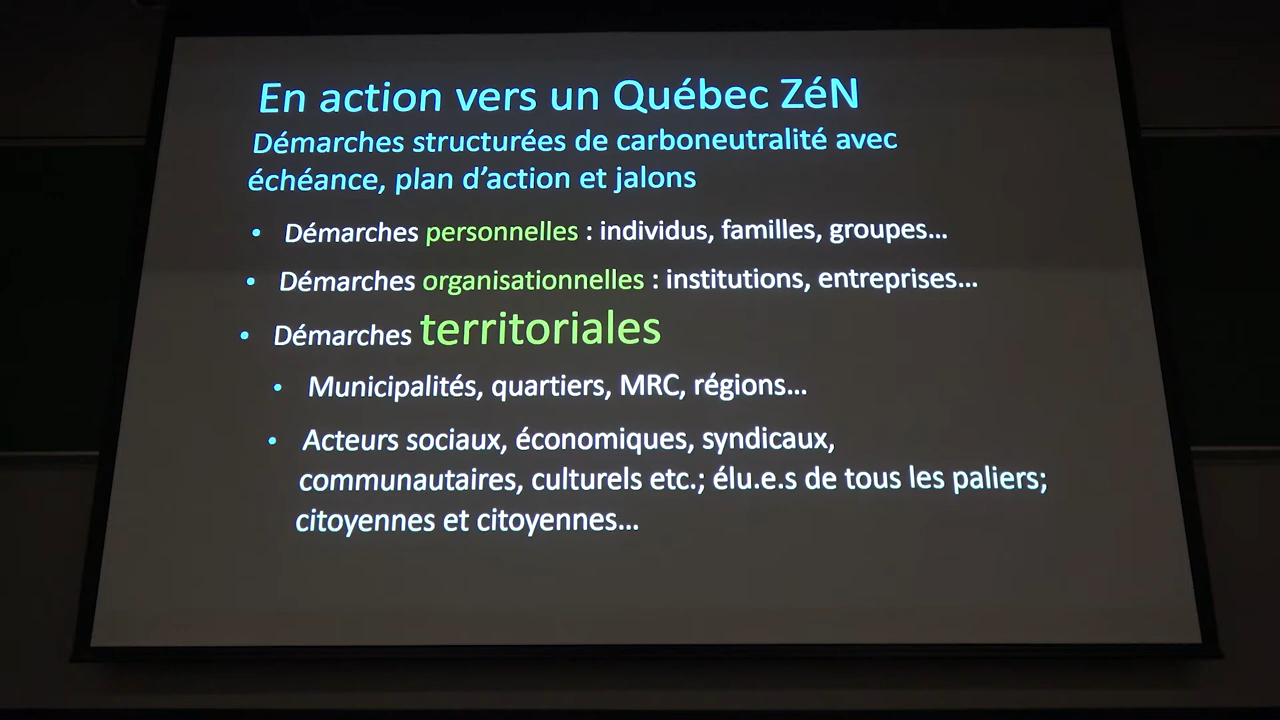 En action vers un Québec ZéN
Démarches structurées de carboneutralité avec
échéance, plan d’action et jalons
• Démarches personnelles : individus, familles, groupes…
• Démarches organisationnelles : institutions, entreprises…
• Démarches territoriales
• Municipalités, quartiers, MRC, régions…
• Acteurs sociaux, économiques, syndicaux,
communautaires, culturels etc.; élu.e.s de tous les paliers;
citoyennes et citoyennes…